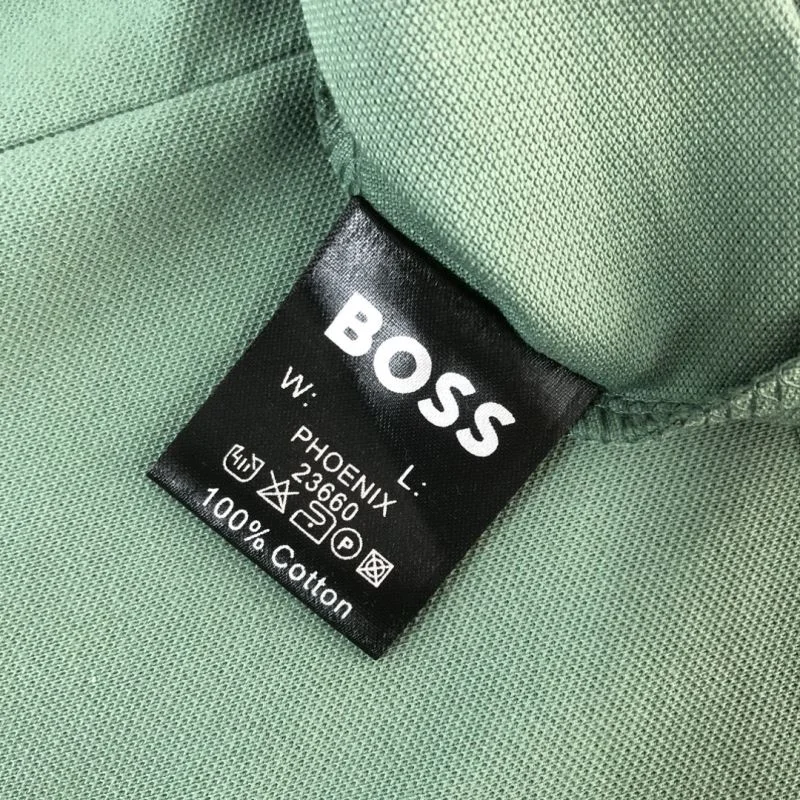 BOSS
W: L:
PHOENIX
23660
P
100% Cotton